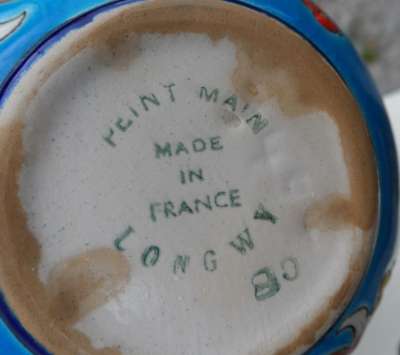 PEINT MAIN
MADE
IN
FRANCE
LONGWY
CB